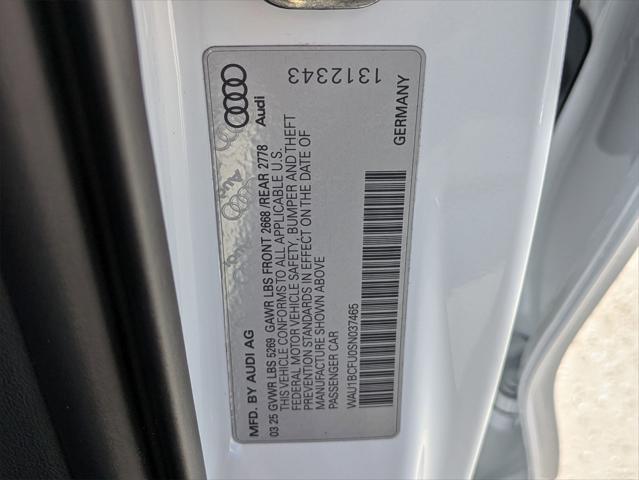 1312343
Audi
MFD. BY AUDI AG
03 25 GVWR LBS 5269 GAWR LBS FRONT 2668 /REAR 2778
THIS VEHICLE CONFORMS TO ALL APPLICABLE U.S.
FEDERAL MOTOR VEHICLE SAFETY, BUMPER AND THEFT
PREVENTION STANDARDS IN EFFECT ON THE DATE OF
MANUFACTURE SHOWN ABOVE
PASSENGER CAR
WAU1BCFU0SN037465
GERMANY